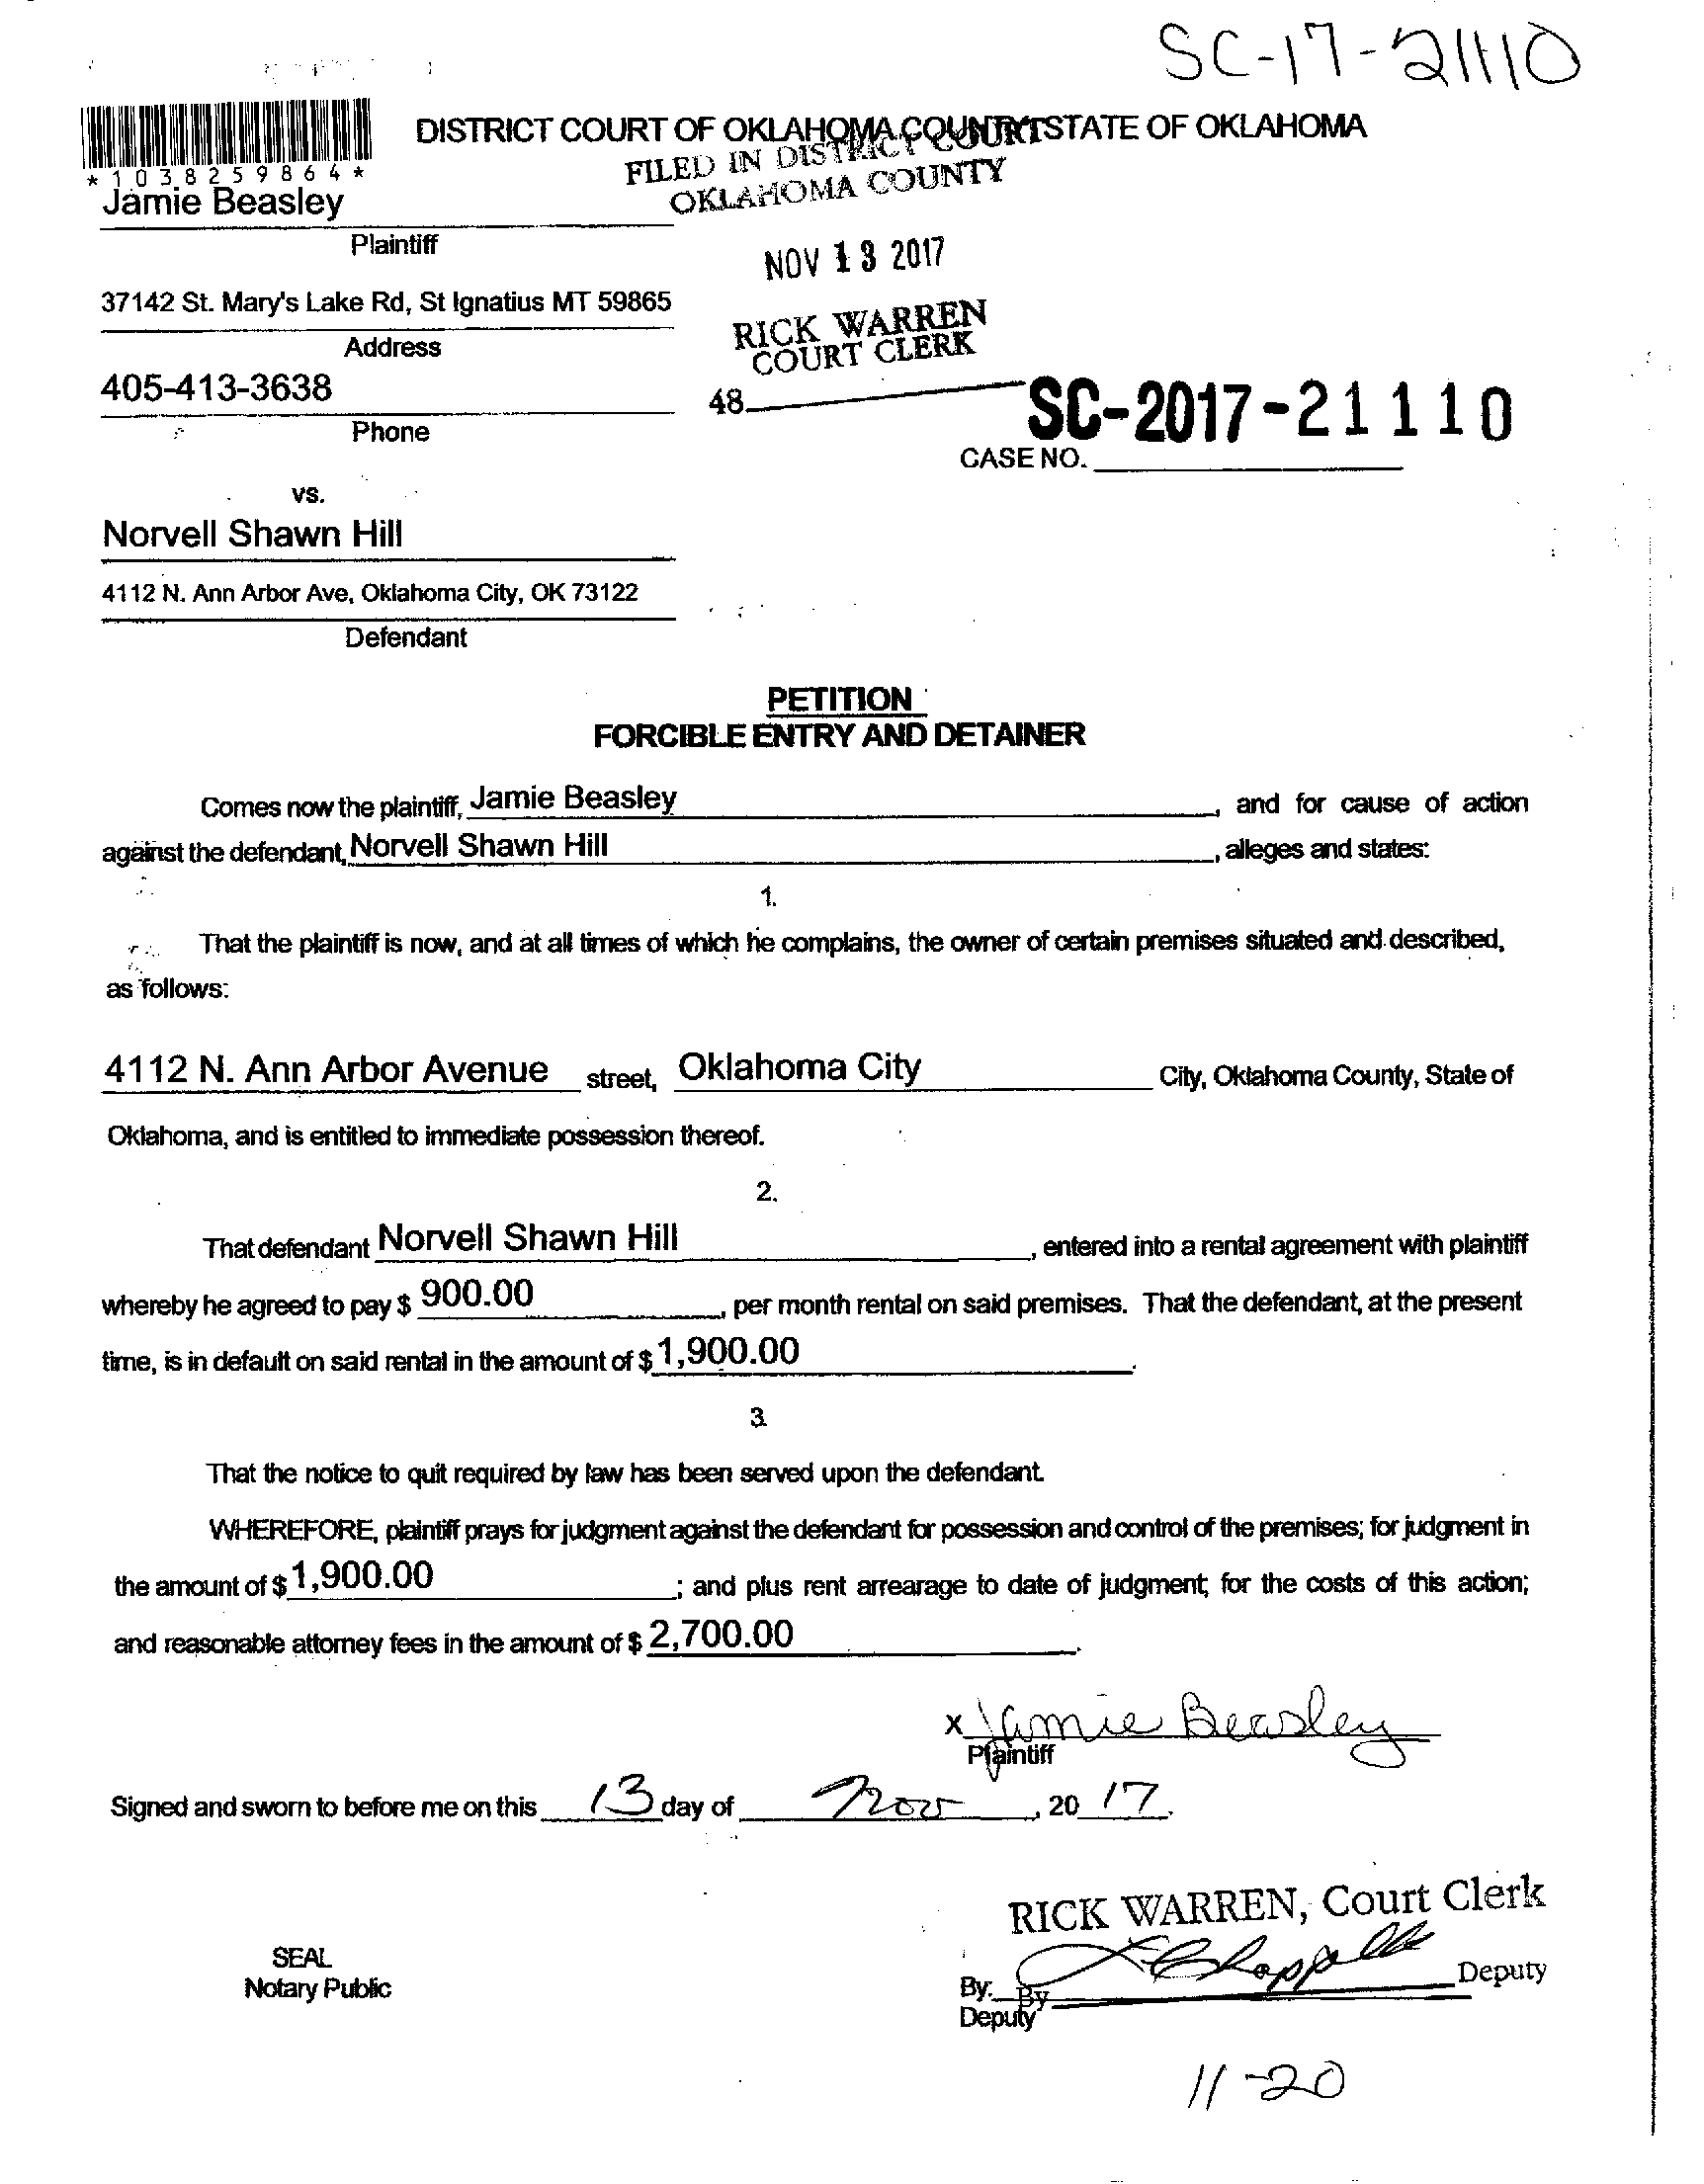 SC-17-21110
DISTRICT COURT OF OKLAHOMA COUNTY STATE OF OKLAHOMA
FILED IN DISTRICT COURT
OKLAHOMA COUNTY
*1038259864*
Jamie Beasley
Plaintiff
NOV 13 2017
37142 St. Mary's Lake Rd, St Ignatius MT 59865
Address
RICK WARREN
COURT CLERK
405-413-3638
48
Phone
SC-2017-21110
CASE NO.
vs.
Norvell Shawn Hill
4112 N. Ann Arbor Ave, Oklahoma City, OK 73122
Defendant
PETITION
FORCIBLE ENTRY AND DETAINER
Comes now the plaintiff, Jamie Beasley, and for cause of action
against the defendant, Norvell Shawn Hill, alleges and states:
1.
That the plaintiff is now, and at all times of which he complains, the owner of certain premises situated and described,
as follows:
4112 N. Ann Arbor Avenue street, Oklahoma City City, Oklahoma County, State of
Oklahoma, and is entitled to immediate possession thereof.
2.
That defendant Norvell Shawn Hill, entered into a rental agreement with plaintiff
whereby he agreed to pay $ 900.00, per month rental on said premises. That the defendant, at the present
time, is in default on said rental in the amount of $ 1,900.00.
3.
That the notice to quit required by law has been served upon the defendant.
WHEREFORE, plaintiff prays for judgment against the defendant for possession and control of the premises; for judgment in
the amount of $ 1,900.00; and plus rent arrearage to date of judgment; for the costs of this action;
and reasonable attorney fees in the amount of $ 2,700.00.
x Jamie Beasley
Plaintiff
Signed and sworn to before me on this 13 day of Nov, 20 17.
RICK WARREN, Court Clerk
SEAL
Notary Public
By: By Chappelle Deputy
Deputy
11-20